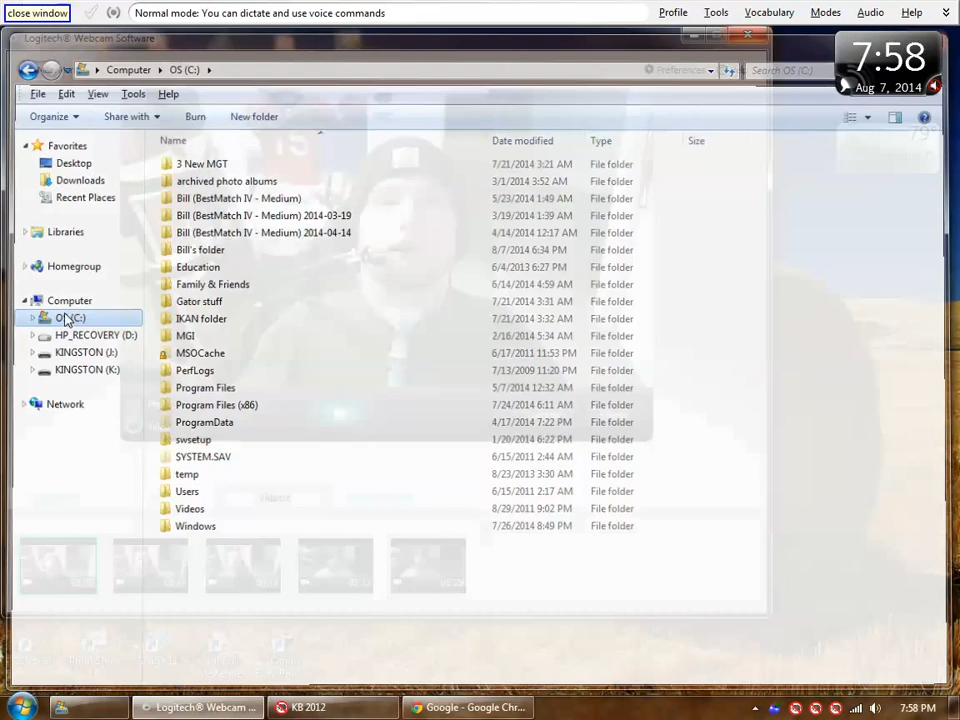 close window Normal mode: You can dictate and use voice commands Profile Tools Vocabulary Modes Audio Help
Logitech® Webcam Software
Computer OS (C:) Preferences Search OS (C:)
7:58
Aug 7, 2014
File Edit View Tools Help
Organize Share with Burn New folder
79°
Favorites
Desktop
Downloads
Recent Places
Libraries
Homegroup
Computer
OS (C:)
HP_RECOVERY (D:)
KINGSTON (J:)
KINGSTON (K:)
Network
Name Date modified Type Size
3 New MGT 7/21/2014 3:21 AM File folder
archived photo albums 3/1/2014 3:52 AM File folder
Bill (BestMatch IV - Medium) 5/23/2014 1:49 AM File folder
Bill (BestMatch IV - Medium) 2014-03-19 3/19/2014 1:39 AM File folder
Bill (BestMatch IV - Medium) 2014-04-14 4/14/2014 12:17 AM File folder
Bill's folder 8/7/2014 6:34 PM File folder
Education 6/4/2013 6:27 PM File folder
Family & Friends 6/14/2014 4:59 AM File folder
Gator stuff 7/21/2014 3:31 AM File folder
IKAN folder 7/21/2014 3:32 AM File folder
MGI 2/16/2014 5:34 AM File folder
MSOCache 6/17/2011 11:53 PM File folder
PerfLogs 7/13/2009 11:20 PM File folder
Program Files 5/7/2014 12:32 AM File folder
Program Files (x86) 7/24/2014 6:11 AM File folder
ProgramData 4/17/2014 7:22 PM File folder
swsetup 1/20/2014 6:22 PM File folder
SYSTEM.SAV 6/15/2011 2:44 AM File folder
temp 8/23/2013 3:30 AM File folder
Users 6/15/2011 2:17 AM File folder
Videos 8/29/2011 9:02 PM File folder
Windows 7/26/2014 8:49 PM File folder
Logitech® Webcam ... KB 2012 Google - Google Chr... 7:58 PM